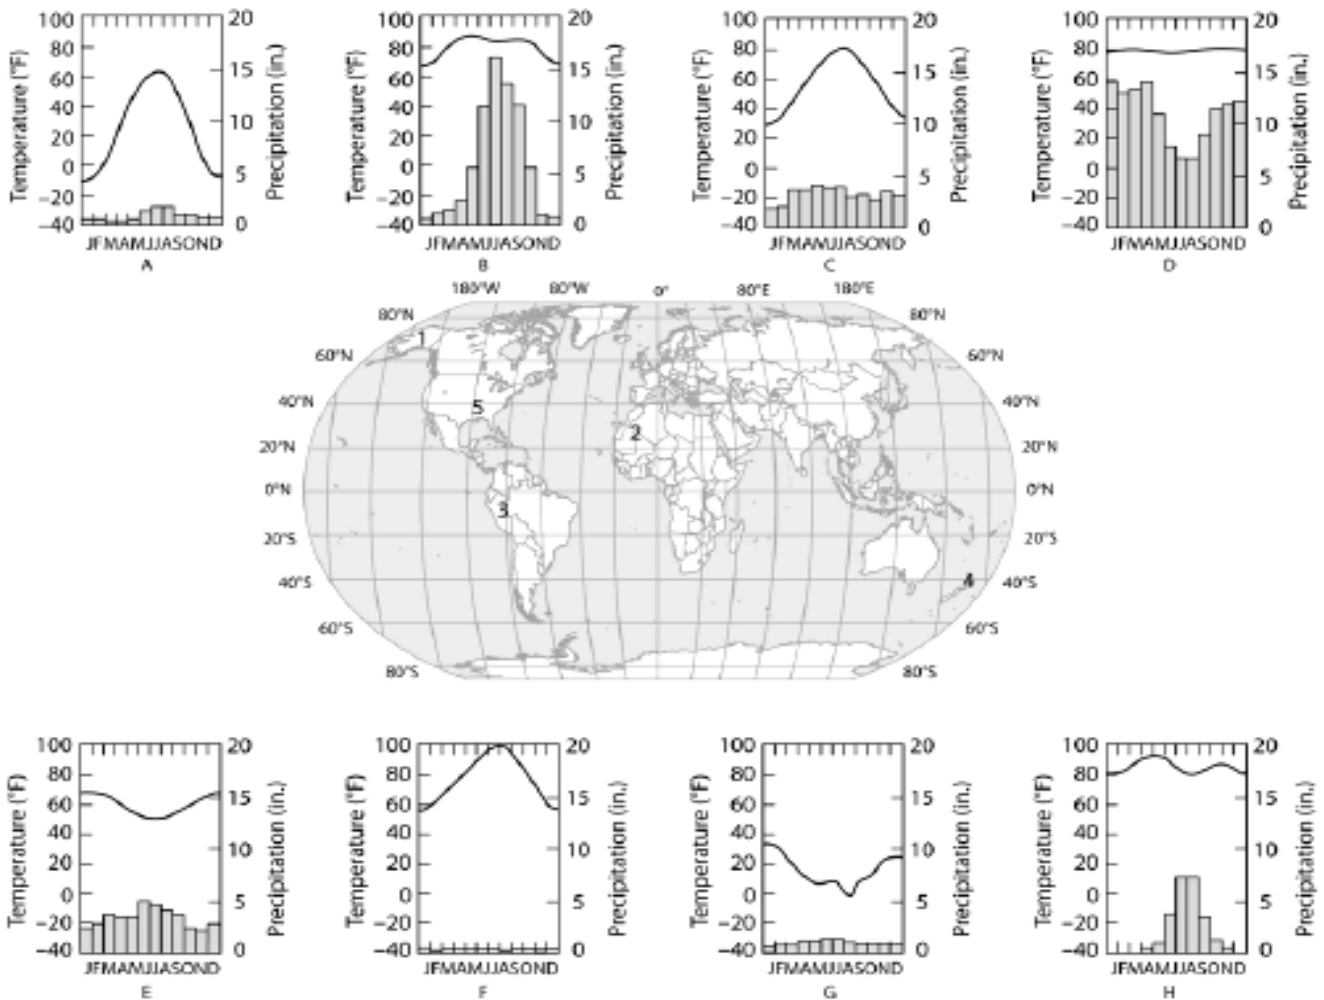 100 80 60 40 20 0 −20 −40
Temperature (°F)
20 15 10 5 0
Precipitation (in.)
JFMAMJJASOND
A
100 80 60 40 20 0 −20 −40
Temperature (°F)
20 15 10 5 0
Precipitation (in.)
JFMAMJJASOND
B
100 80 60 40 20 0 −20 −40
Temperature (°F)
20 15 10 5 0
Precipitation (in.)
JFMAMJJASOND
C
100 80 60 40 20 0 −20 −40
Temperature (°F)
20 15 10 5 0
Precipitation (in.)
JFMAMJJASOND
D
180°W 80°W 0° 80°E 180°E
80°N 80°N
1
60°N 60°N
40°N 5 40°N
2
20°N 20°N
0°N 0°N
3
20°S 20°S
40°S 4 40°S
60°S 60°S
80°S 80°S
100 80 60 40 20 0 −20 −40
Temperature (°F)
20 15 10 5 0
Precipitation (in.)
JFMAMJJASOND
E
100 80 60 40 20 0 −20 −40
Temperature (°F)
20 15 10 5 0
Precipitation (in.)
JFMAMJJASOND
F
100 80 60 40 20 0 −20 −40
Temperature (°F)
20 15 10 5 0
Precipitation (in.)
JFMAMJJASOND
G
100 80 60 40 20 0 −20 −40
Temperature (°F)
20 15 10 5 0
Precipitation (in.)
JFMAMJJASOND
H